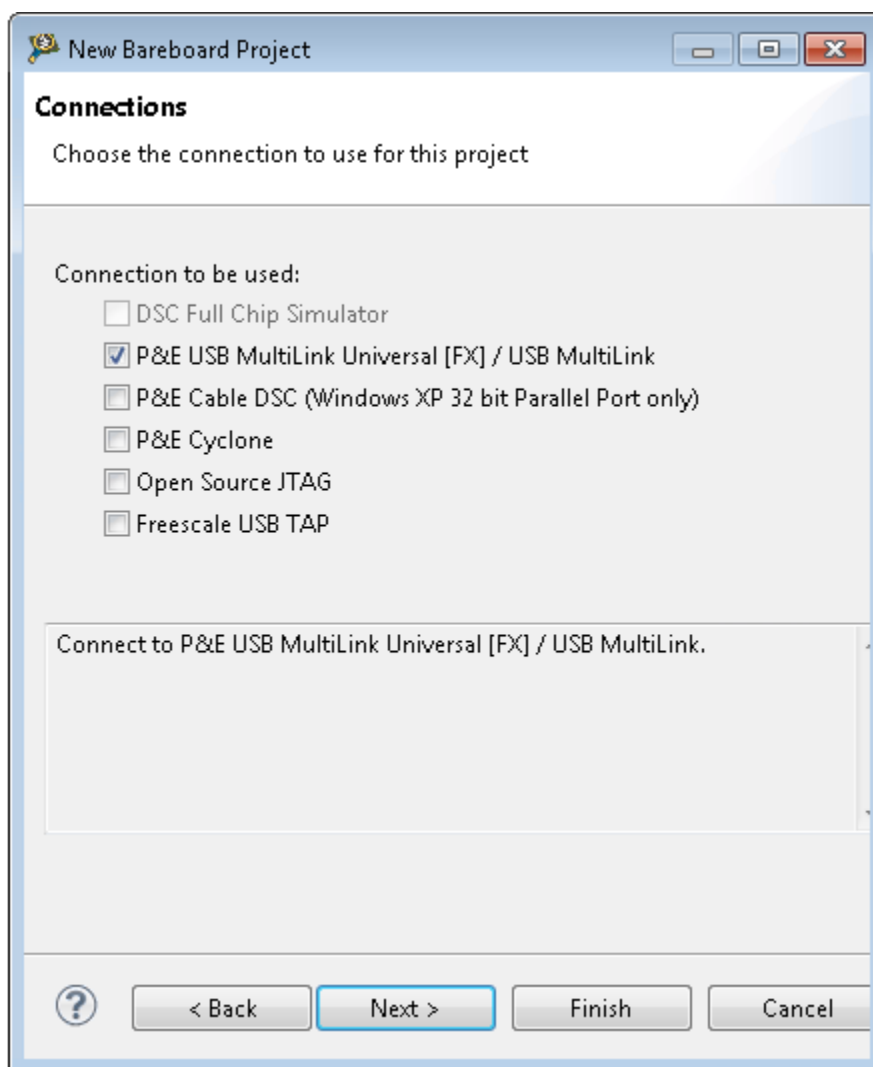 New Bareboard Project
Connections
Choose the connection to use for this project
Connection to be used:
DSC Full Chip Simulator
P&E USB MultiLink Universal [FX] / USB MultiLink
P&E Cable DSC (Windows XP 32 bit Parallel Port only)
P&E Cyclone
Open Source JTAG
Freescale USB TAP
Connect to P&E USB MultiLink Universal [FX] / USB MultiLink.
? < Back Next > Finish Cancel